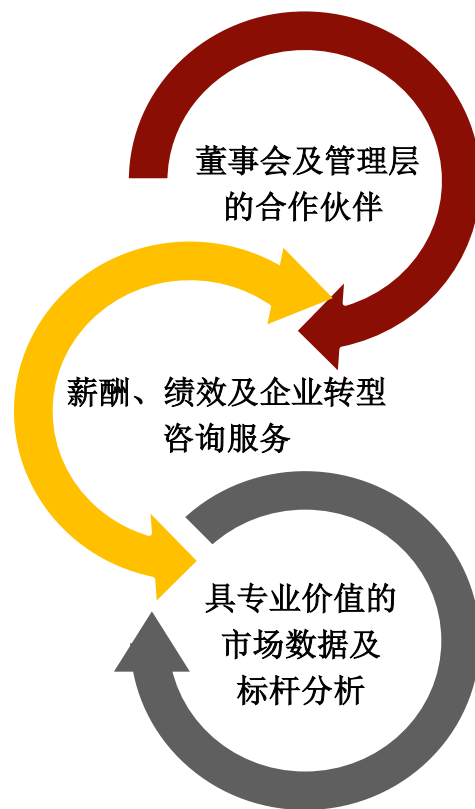 董事会及管理层
的合作伙伴
薪酬、绩效及企业转型
咨询服务
具专业价值的
市场数据及
标杆分析